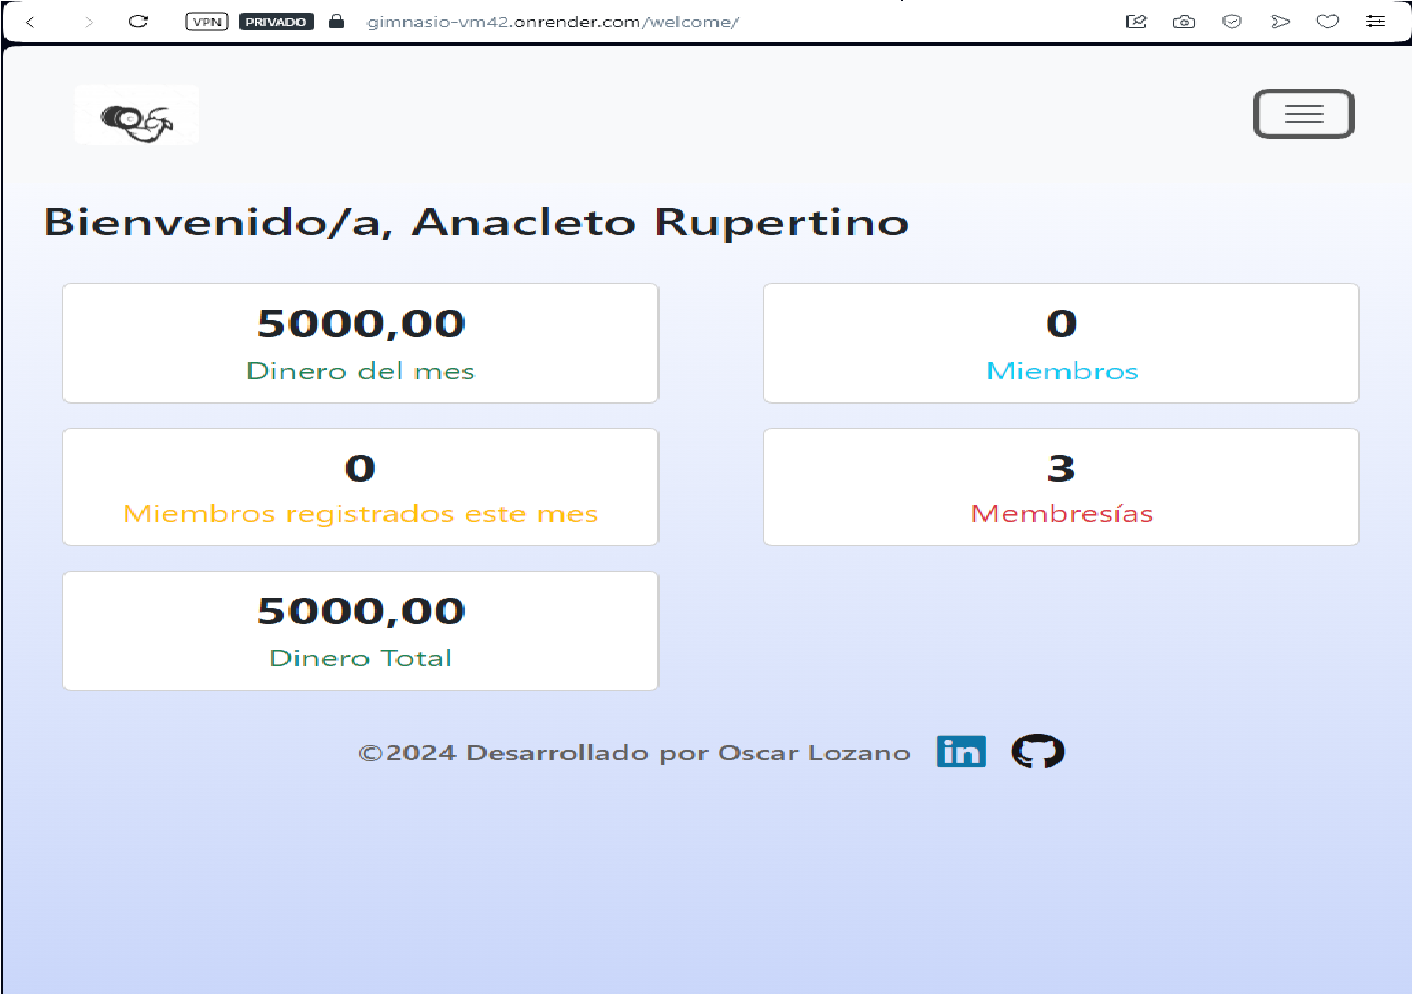 VPN PRIVADO gimnasio-vm42.onrender.com/welcome/
Bienvenido/a, Anacleto Rupertino
5000,00
Dinero del mes
0
Miembros
0
Miembros registrados este mes
3
Membresías
5000,00
Dinero Total
©2024 Desarrollado por Oscar Lozano in